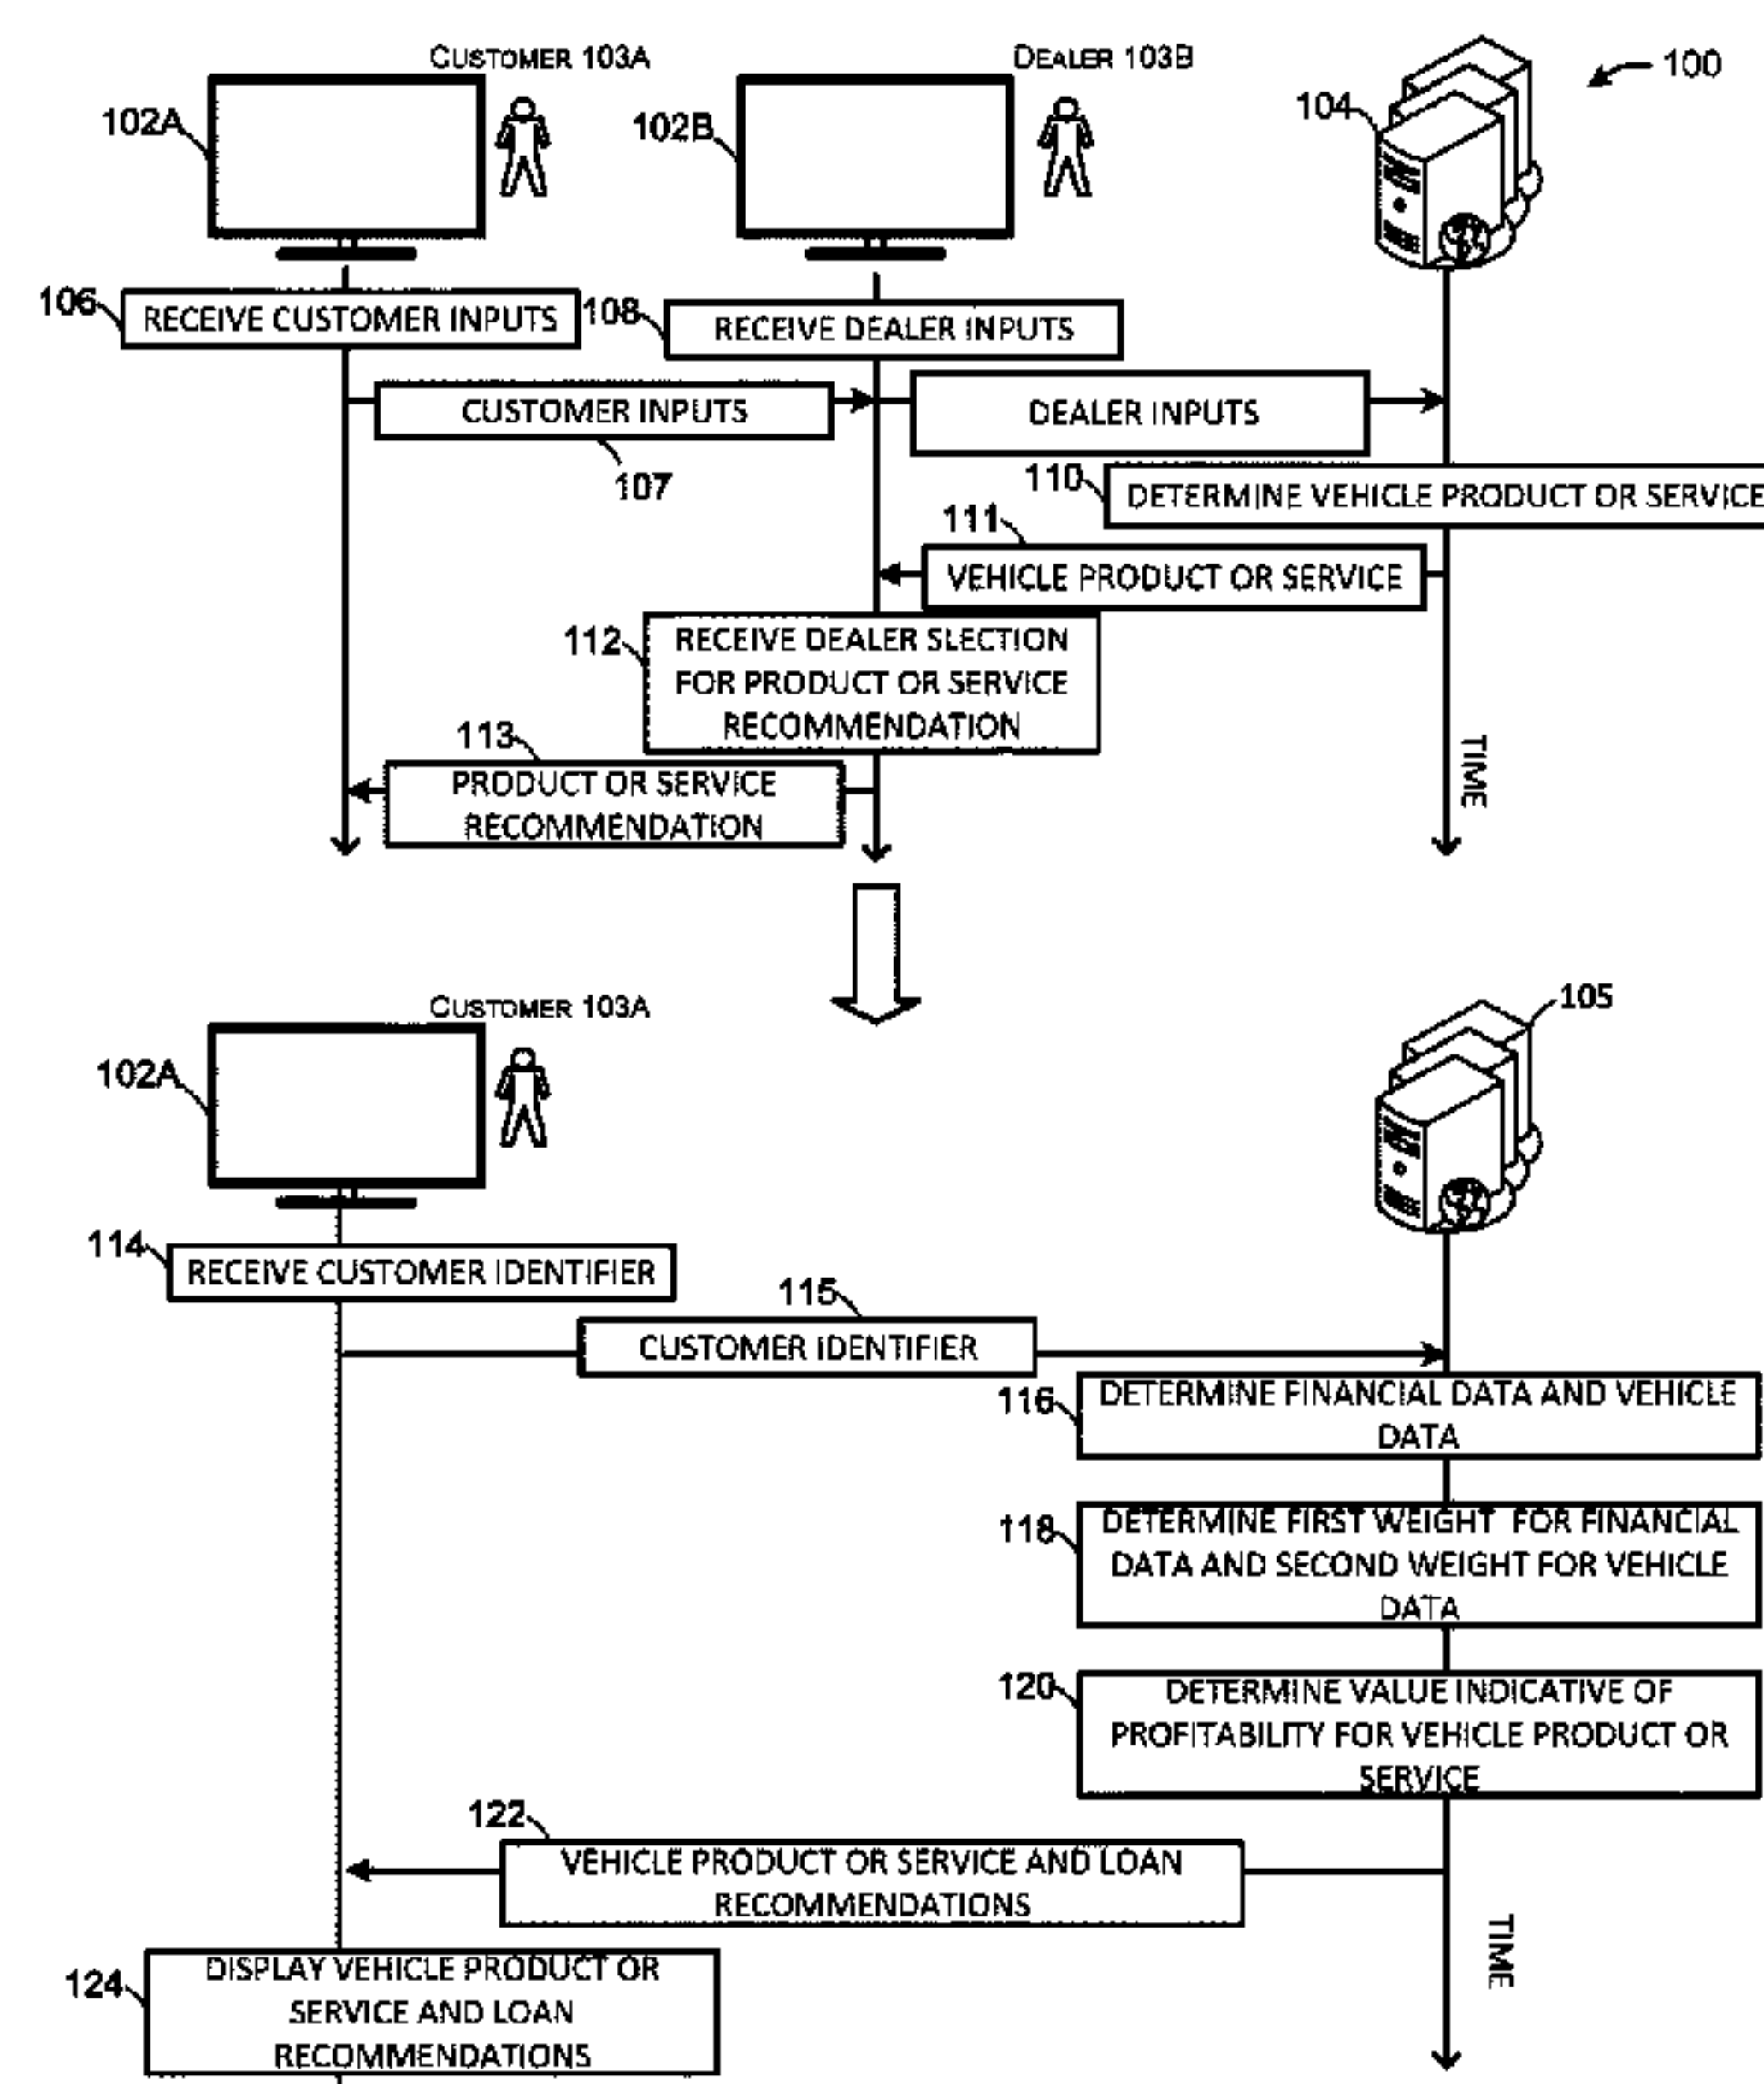 CUSTOMER 103A
DEALER 103B
100
102A
102B
104
106
RECEIVE CUSTOMER INPUTS
108
RECEIVE DEALER INPUTS
CUSTOMER INPUTS
DEALER INPUTS
107
110
DETERMINE VEHICLE PRODUCT OR SERVICE
111
VEHICLE PRODUCT OR SERVICE
112
RECEIVE DEALER SLECTION
FOR PRODUCT OR SERVICE
RECOMMENDATION
113
PRODUCT OR SERVICE
RECOMMENDATION
TIME
CUSTOMER 103A
105
102A
114
RECEIVE CUSTOMER IDENTIFIER
115
CUSTOMER IDENTIFIER
116
DETERMINE FINANCIAL DATA AND VEHICLE
DATA
118
DETERMINE FIRST WEIGHT FOR FINANCIAL
DATA AND SECOND WEIGHT FOR VEHICLE
DATA
120
DETERMINE VALUE INDICATIVE OF
PROFITABILITY FOR VEHICLE PRODUCT OR
SERVICE
122
VEHICLE PRODUCT OR SERVICE AND LOAN
RECOMMENDATIONS
TIME
124
DISPLAY VEHICLE PRODUCT OR
SERVICE AND LOAN
RECOMMENDATIONS